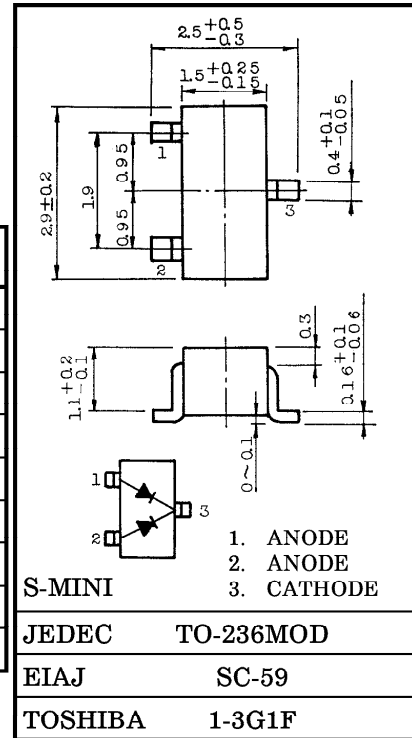 2.5 +0.5 -0.3
1.5 +0.25 -0.15
2.9±0.2
1.9
0.95
0.95
0.4 +0.1 -0.05
1
2
3
1.1 +0.2 -0.1
0.3
0.16 +0.1 -0.06
0~0.1
1
2
3
1. ANODE
2. ANODE
S-MINI 3. CATHODE
JEDEC TO-236MOD
EIAJ SC-59
TOSHIBA 1-3G1F